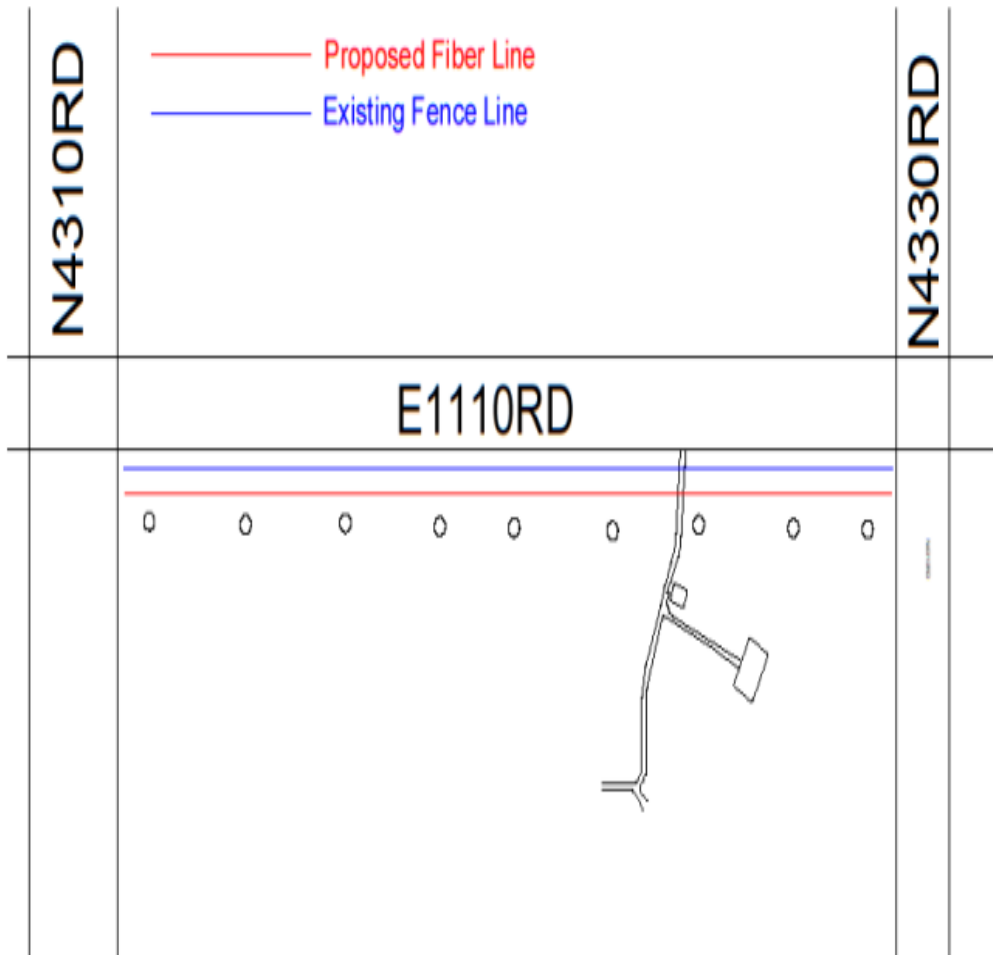 Proposed Fiber Line
Existing Fence Line
N4310RD
N4330RD
E1110RD